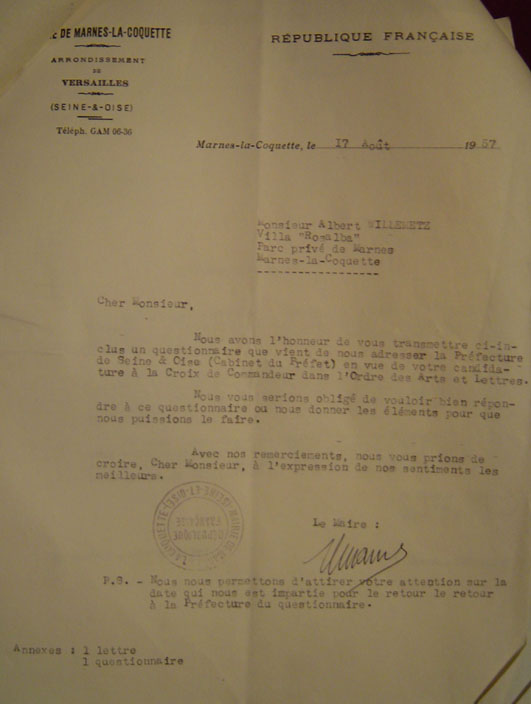 E DE MARNES-LA-COQUETTE
ARRONDISSEMENT
DE
VERSAILLES
(SEINE-&-OISE)
Téléph. GAM 06-36
RÉPUBLIQUE FRANÇAISE
Marnes-la-Coquette, le 17 Août 1957
Monsieur Albert WILLEMETZ
Villa "Rosalba"
Parc privé de Marnes
Marnes-la-Coquette
Cher Monsieur,
Nous avons l'honneur de vous transmettre ci-
clus un questionnaire que vient de nous adresser la Préfecture
de Seine & Oise (Cabinet du Préfet) en vue de votre candida-
ture à la Croix de Commandeur dans l'Ordre des Arts et Lettres.
Nous vous serions obligé de vouloir bien répon-
dre à ce questionnaire ou nous donner les éléments pour que
nous puissions le faire.
Avec nos remerciements, nous vous prions de
croire, Cher Monsieur, à l'expression de nos sentiments les
meilleurs.
RÉPUBLIQUE
FRANÇAISE
Le Maire :
P.S. - Nous nous permettons d'attirer votre attention sur la
date qui nous est impartie pour le retour le retour
à la Préfecture du questionnaire.
Annexes : 1 lettre
1 questionnaire